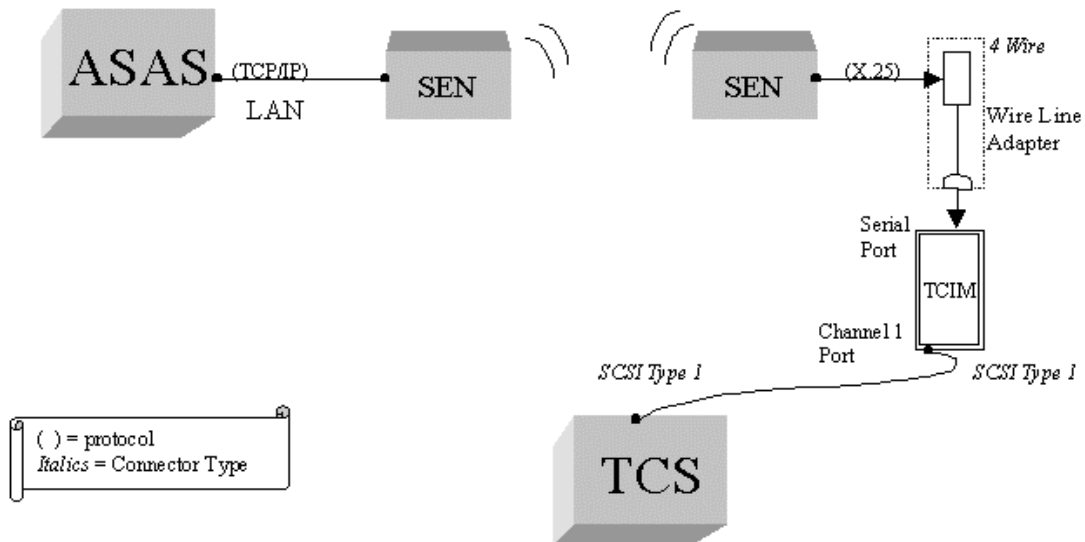 ASAS
(TCP/IP)
LAN
SEN
SEN
(X.25)
4 Wire
Wire Line
Adapter
Serial
Port
TCIM
Channel 1
Port
SCSI Type 1
SCSI Type 1
TCS
( ) = protocol
Italics = Connector Type